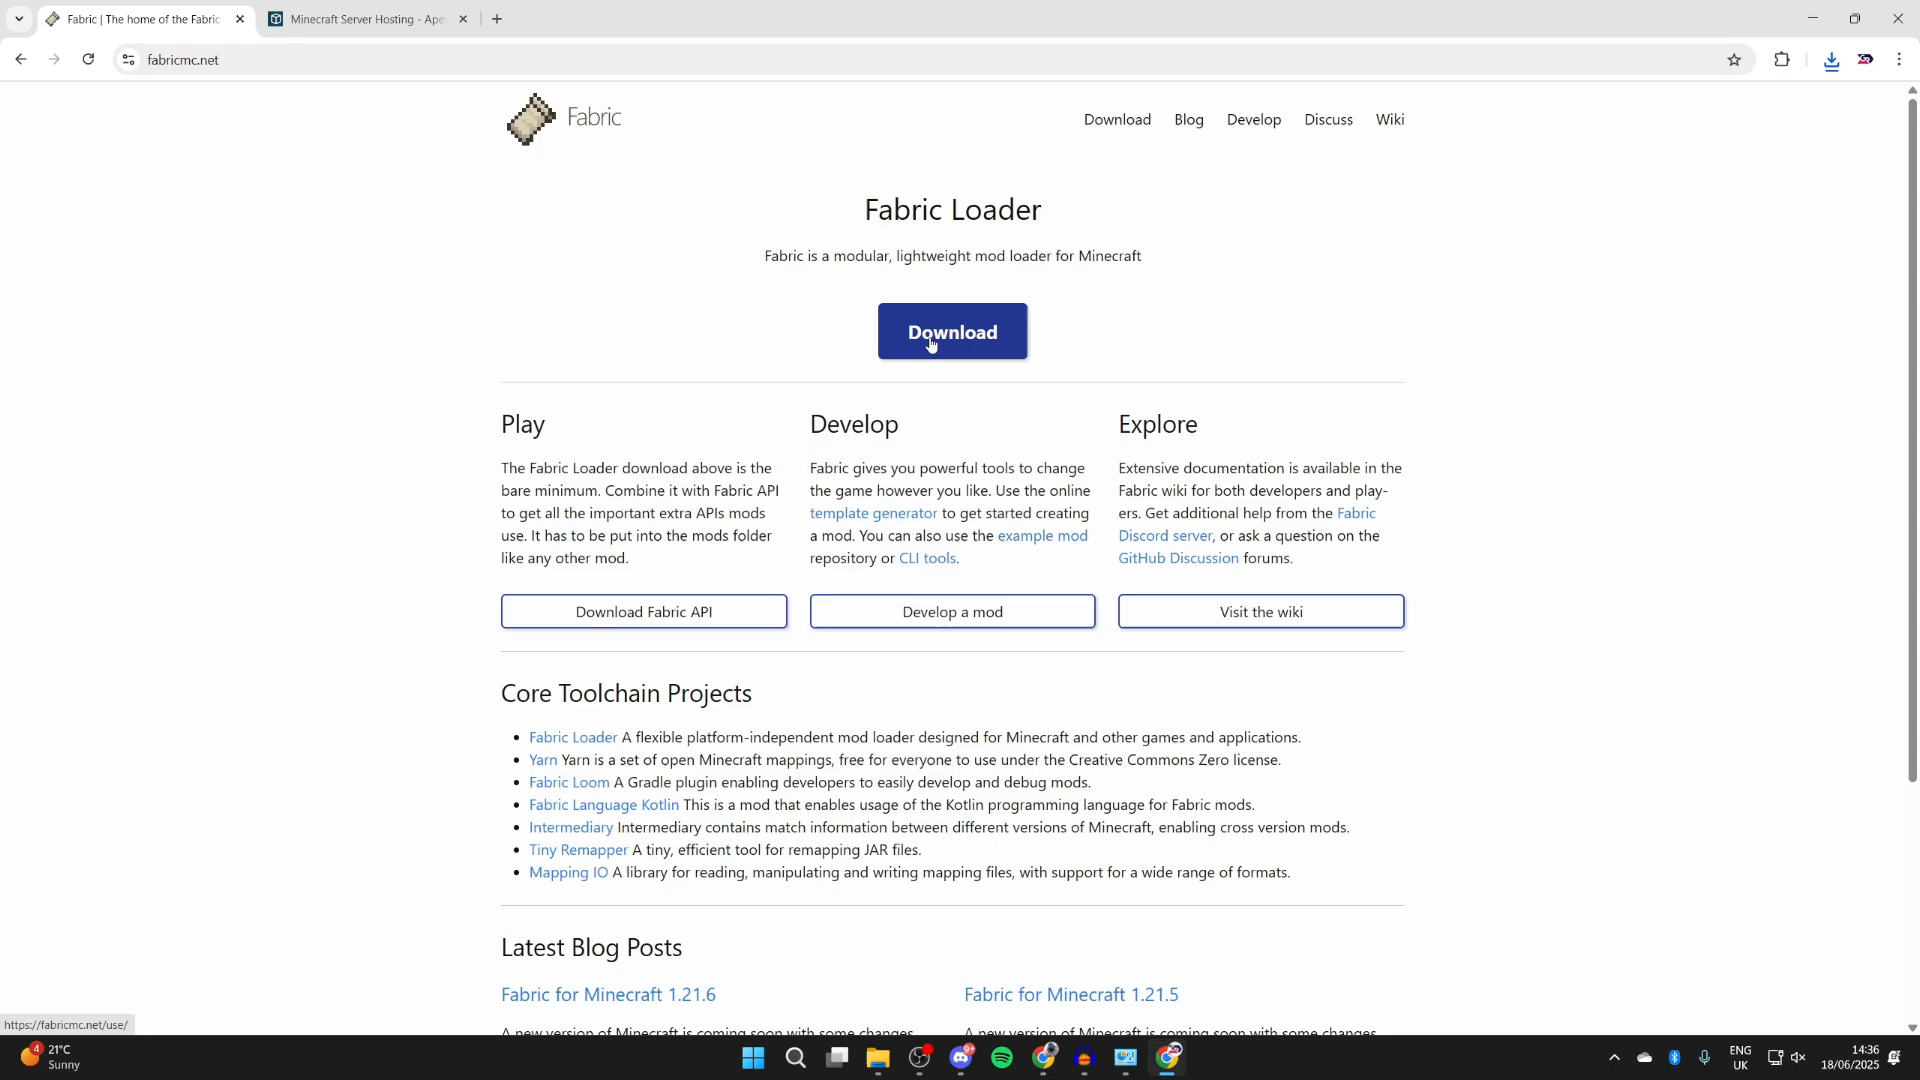 Fabric | The home of the Fabric
Minecraft Server Hosting - Ape
fabricmc.net
Fabric
Download
Blog
Develop
Discuss
Wiki
Fabric Loader
Fabric is a modular, lightweight mod loader for Minecraft
Download
Play
The Fabric Loader download above is the
bare minimum. Combine it with Fabric API
to get all the important extra APIs mods
use. It has to be put into the mods folder
like any other mod.
Download Fabric API
Develop
Fabric gives you powerful tools to change
the game however you like. Use the online
template generator to get started creating
a mod. You can also use the example mod
repository or CLI tools.
Develop a mod
Explore
Extensive documentation is available in the
Fabric wiki for both developers and play-
ers. Get additional help from the Fabric
Discord server, or ask a question on the
GitHub Discussion forums.
Visit the wiki
Core Toolchain Projects
Fabric Loader A flexible platform-independent mod loader designed for Minecraft and other games and applications.
Yarn Yarn is a set of open Minecraft mappings, free for everyone to use under the Creative Commons Zero license.
Fabric Loom A Gradle plugin enabling developers to easily develop and debug mods.
Fabric Language Kotlin This is a mod that enables usage of the Kotlin programming language for Fabric mods.
Intermediary Intermediary contains match information between different versions of Minecraft, enabling cross version mods.
Tiny Remapper A tiny, efficient tool for remapping JAR files.
Mapping IO A library for reading, manipulating and writing mapping files, with support for a wide range of formats.
Latest Blog Posts
Fabric for Minecraft 1.21.6
A new version of Minecraft is coming soon with some changes
Fabric for Minecraft 1.21.5
A new version of Minecraft is coming soon with some changes
https://fabricmc.net/use/
4
21°C
Sunny
9+
ENG
UK
14:36
18/06/2025